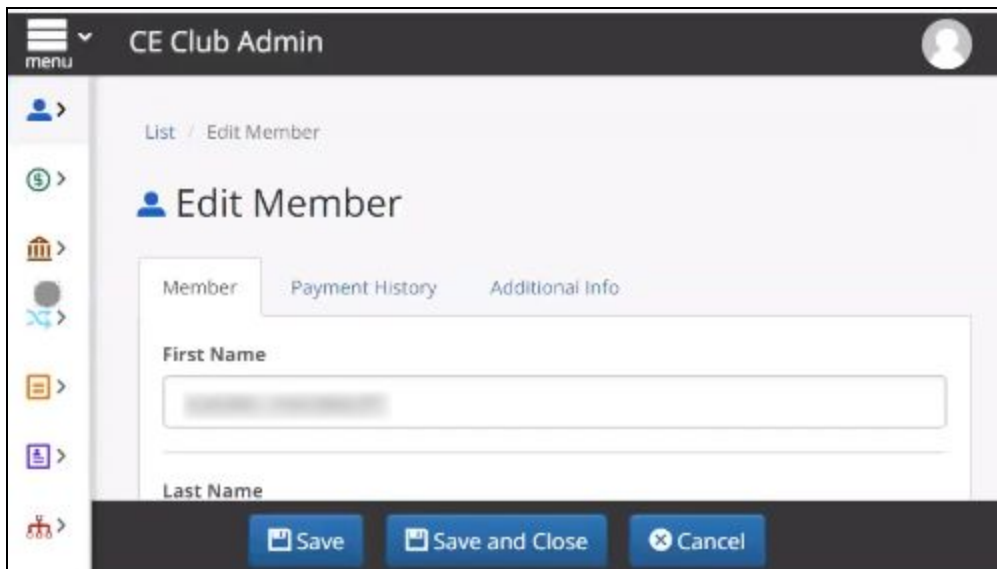 menu
CE Club Admin
List / Edit Member
Edit Member
Member Payment History Additional Info
First Name
Last Name
Save Save and Close Cancel